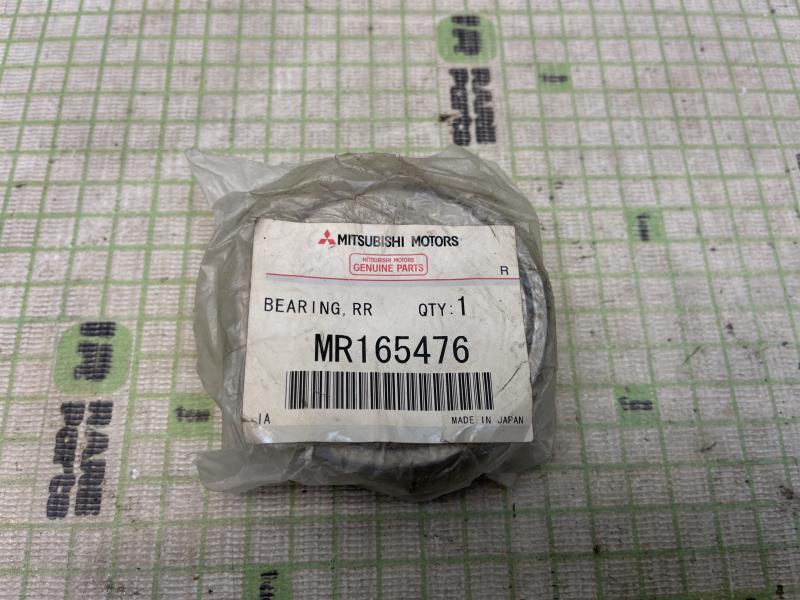 MITSUBISHI MOTORS
MITSUBISHI MOTORS
GENUINE PARTS
R
BEARING, RR QTY: 1
MR165476
IA MADE IN JAPAN